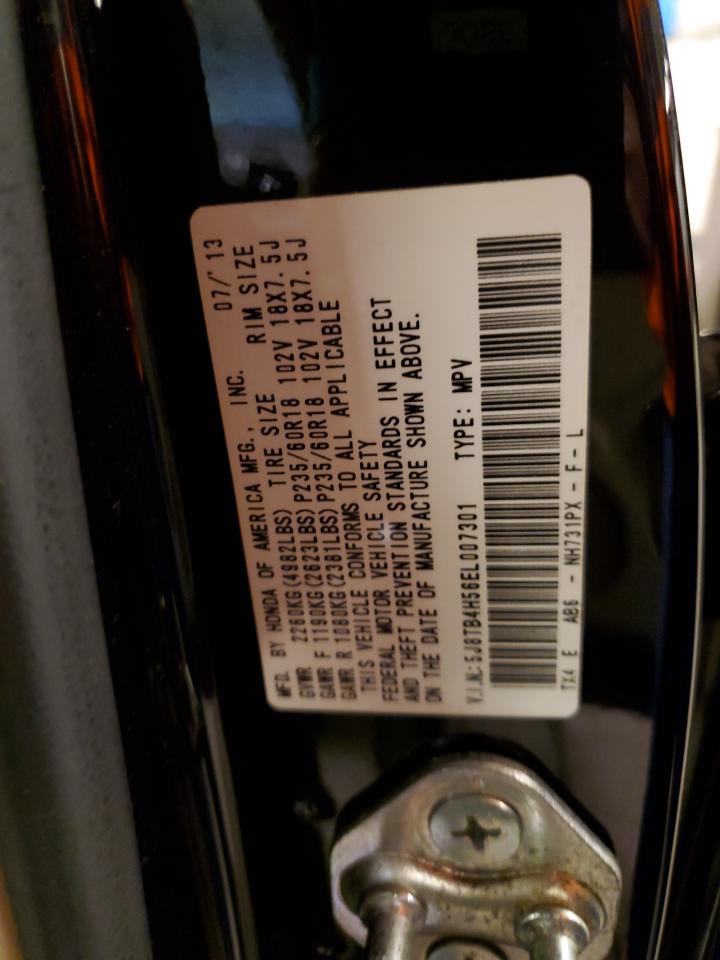 MFD. BY HONDA OF AMERICA MFG., INC. 07/'13
GVWR 2260KG(4982LBS) TIRE SIZE RIM SIZE
GAWR F 1190KG(2623LBS) P235/60R18 102V 18X7.5J
GAWR R 1080KG(2381LBS) P235/60R18 102V 18X7.5J
THIS VEHICLE CONFORMS TO ALL APPLICABLE
FEDERAL MOTOR VEHICLE SAFETY
AND THEFT PREVENTION STANDARDS IN EFFECT
ON THE DATE OF MANUFACTURE SHOWN ABOVE.
V.I.N:5J8TB4H56EL007301 TYPE: MPV
TX4 E AB6 - NH731PX - F - L